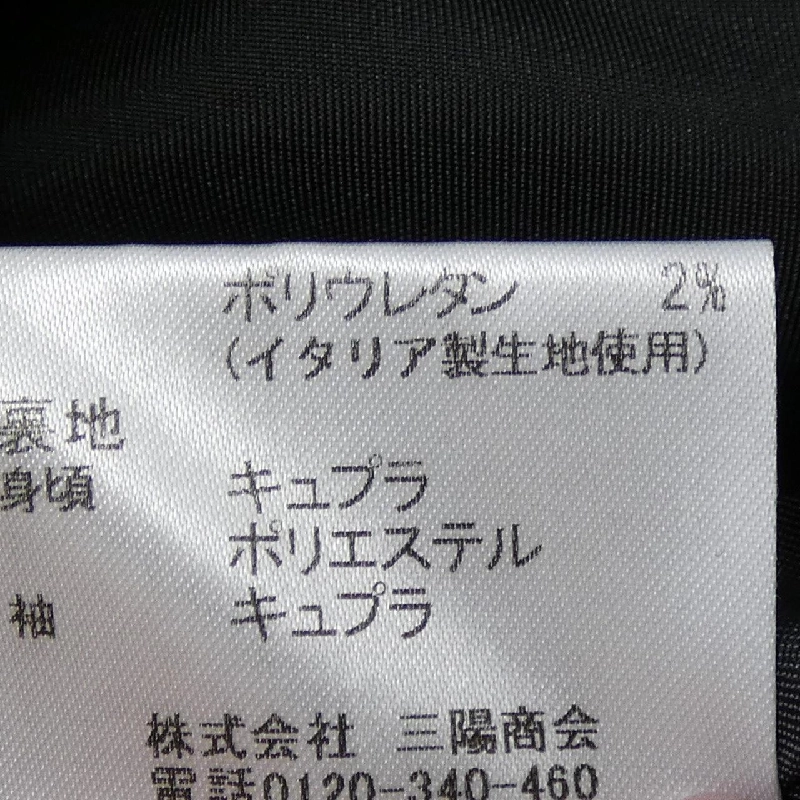 ポリウレタン 2%
(イタリア製生地使用)
裏地
身頃 キュプラ
ポリエステル
袖 キュプラ
株式会社 三陽商会
電話0120-340-460